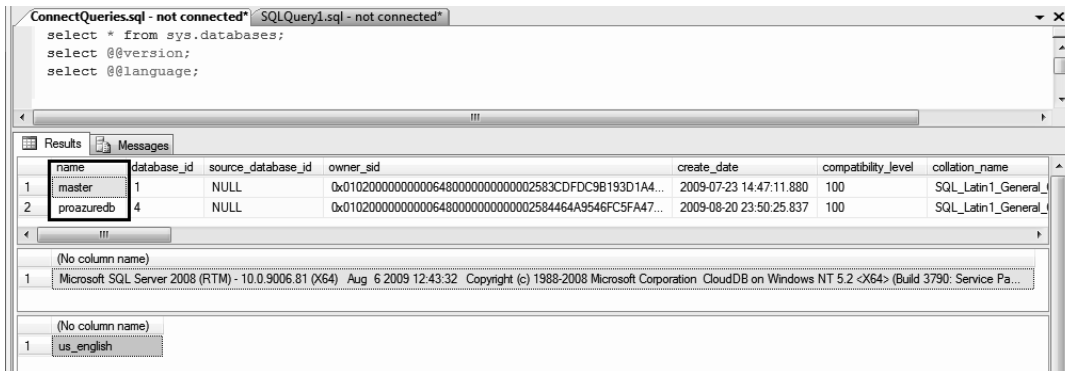 ConnectQueries.sql - not connected* SQLQuery1.sql - not connected*
select * from sys.databases;
select @@version;
select @@language;
Results Messages
name database_id source_database_id owner_sid create_date compatibility_level collation_name
1 master 1 NULL 0x01020000000000064800000000000002583CDFDC9B193D1A4... 2009-07-23 14:47:11.880 100 SQL_Latin1_General_
2 proazuredb 4 NULL 0x01020000000000064800000000000002584464A9546FC5FA47... 2009-08-20 23:50:25.837 100 SQL_Latin1_General_
(No column name)
1 Microsoft SQL Server 2008 (RTM) - 10.0.9006.81 (X64) Aug 6 2009 12:43:32 Copyright (c) 1988-2008 Microsoft Corporation CloudDB on Windows NT 5.2 <X64> (Build 3790: Service Pa...
(No column name)
1 us_english